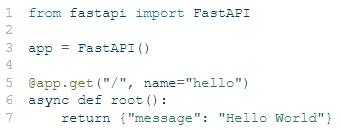 1 from fastapi import FastAPI
2
3 app = FastAPI()
4
5 @app.get("/", name="hello")
6 async def root():
7     return {"message": "Hello World"}